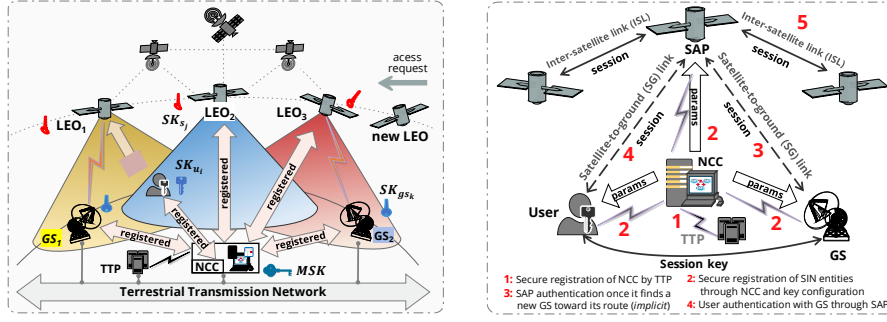 acess
request
LEO1
SKsj
LEO2
LEO3
new LEO
SKui
registered
registered
SKgsk
GS1
registered
registered
registered
GS2
TTP
NCC
MSK
Terrestrial Transmission Network
5
Inter-satellite link (ISL)
session
SAP
Inter-satellite link (ISL)
session
Satellite-to-ground (SG) link
session
4
params
2
Satellite-to-ground (SG) link
session
3
NCC
params
params
User
2
1
TTP
2
GS
Session key
1: Secure registration of NCC by TTP
2: Secure registration of SIN entities
through NCC and key configuration
3: SAP authentication once it finds a
new GS toward its route (implicit)
4: User authentication with GS through SAP